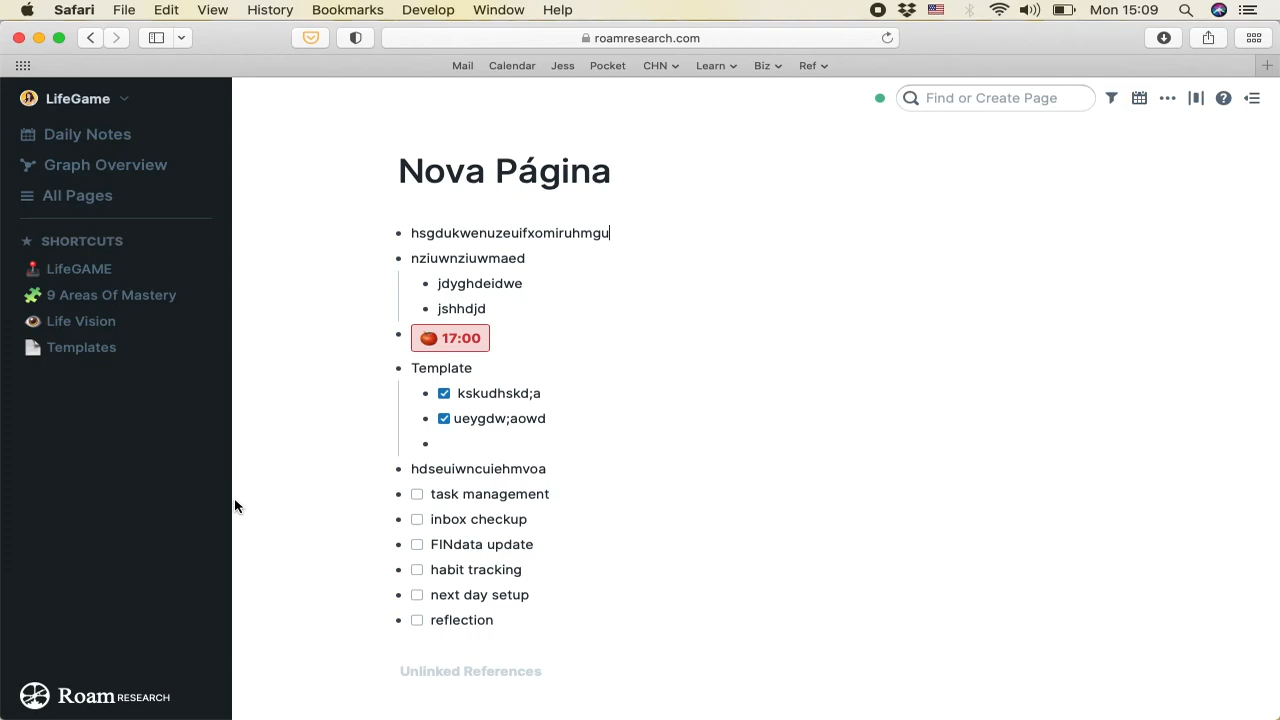 Safari File Edit View History Bookmarks Develop Window Help Mon 15:09
roamresearch.com
Mail Calendar Jess Pocket CHN Learn Biz Ref
LifeGame
Find or Create Page
Daily Notes
Graph Overview
All Pages
SHORTCUTS
LifeGAME
9 Areas Of Mastery
Life Vision
Templates
Nova Página
hsgdukwenuzeuifxomiruhmgu
nziuwnziuwmaed
jdyghdeidwe
jshhdjd
17:00
Template
kskudhskd;a
ueygdw;aowd
hdseuiwncuiehmvoa
task management
inbox checkup
FINdata update
habit tracking
next day setup
reflection
Unlinked References
Roam RESEARCH